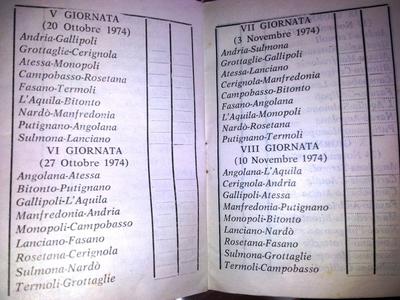 V GIORNATA
(20 Ottobre 1974)
Andria-Gallipoli
Grottaglie-Cerignola
Atessa-Monopoli
Campobasso-Rosetana
Fasano-Termoli
L'Aquila-Bitonto
Nardò-Manfredonia
Putignano-Angolana
Sulmona-Lanciano
VI GIORNATA
(27 Ottobre 1974)
Angolana-Atessa
Bitonto-Putignano
Gallipoli-L'Aquila
Manfredonia-Andria
Monopoli-Campobasso
Lanciano-Fasano
Rosetana-Cerignola
Sulmona-Nardò
Termoli-Grottaglie
VII GIORNATA
(3 Novembre 1974)
Andria-Sulmona
Grottaglie-Gallipoli
Atessa-Lanciano
Cerignola-Manfredonia
Campobasso-Bitonto
Fasano-Angolana
L'Aquila-Monopoli
Nardò-Rosetana
Putignano-Termoli
VIII GIORNATA
(10 Novembre 1974)
Angolana-L'Aquila
Cerignola-Andria
Gallipoli-Atessa
Manfredonia-Putignano
Monopoli-Bitonto
Lanciano-Nardò
Rosetana-Fasano
Sulmona-Grottaglie
Termoli-Campobasso